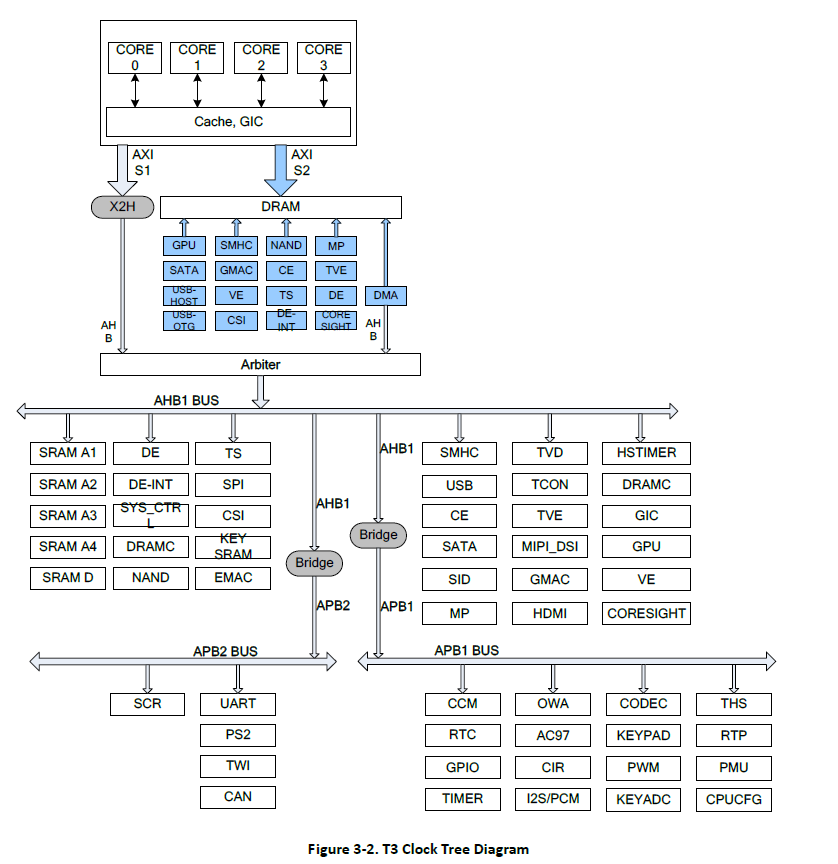 CORE 0
CORE 1
CORE 2
CORE 3
Cache, GIC
AXI S1
AXI S2
X2H
DRAM
GPU
SMHC
NAND
MP
SATA
GMAC
CE
TVE
USB-HOST
VE
TS
DE
DMA
USB-OTG
CSI
DE-INT
CORE SIGHT
AHB
AHB
Arbiter
AHB1 BUS
SRAM A1
SRAM A2
SRAM A3
SRAM A4
SRAM D
DE
DE-INT
SYS_CTRL
DRAMC
NAND
TS
SPI
CSI
KEY SRAM
EMAC
AHB1
Bridge
APB2
AHB1
Bridge
APB1
SMHC
USB
CE
SATA
SID
MP
TVD
TCON
TVE
MIPI_DSI
GMAC
HDMI
HSTIMER
DRAMC
GIC
GPU
VE
CORESIGHT
APB2 BUS
SCR
UART
PS2
TWI
CAN
APB1 BUS
CCM
RTC
GPIO
TIMER
OWA
AC97
CIR
I2S/PCM
CODEC
KEYPAD
PWM
KEYADC
THS
RTP
PMU
CPUCFG
Figure 3-2. T3 Clock Tree Diagram